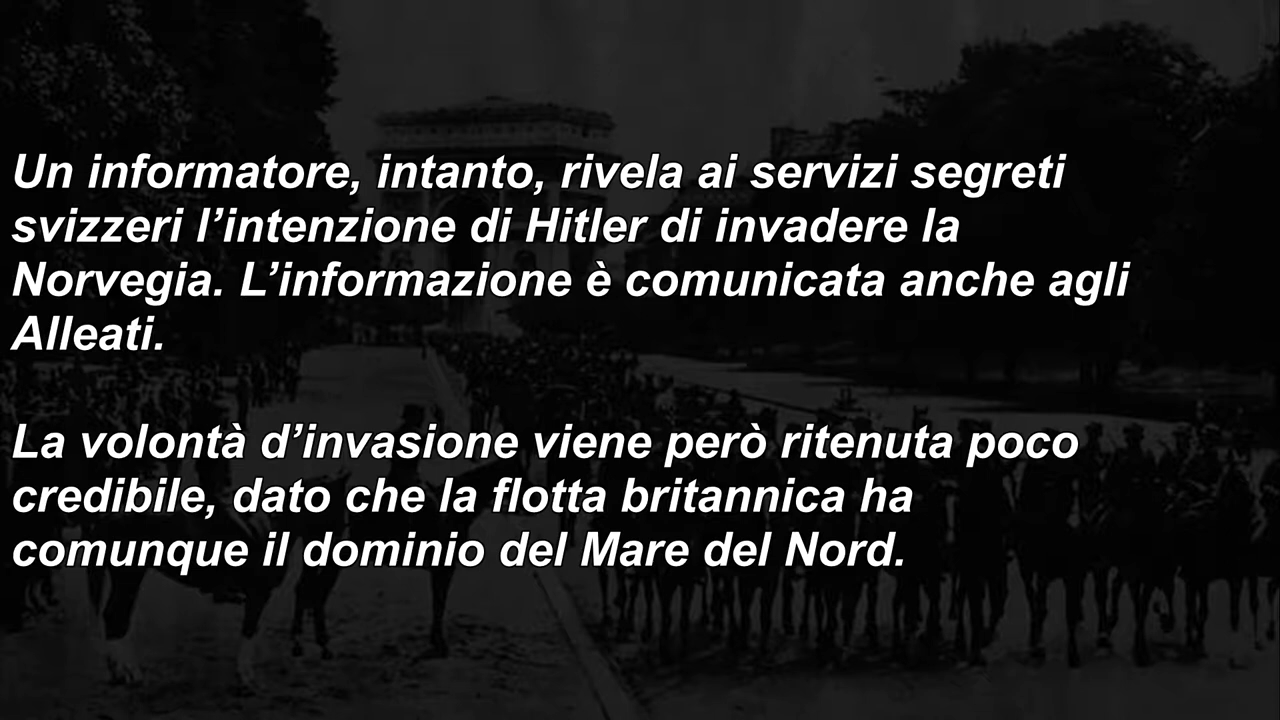 Un informatore, intanto, rivela ai servizi segreti
svizzeri l’intenzione di Hitler di invadere la
Norvegia. L’informazione è comunicata anche agli
Alleati.
La volontà d’invasione viene però ritenuta poco
credibile, dato che la flotta britannica ha
comunque il dominio del Mare del Nord.